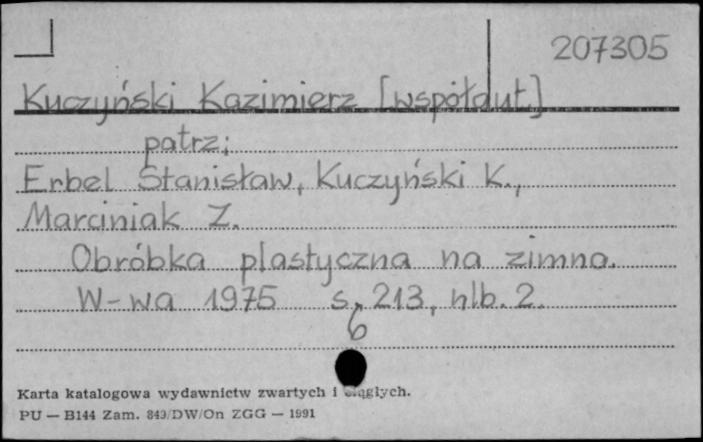 207305
Kuczyński Kazimierz [współaut.]
patrz:
Erbel Stanisław, Kuczyński K.,
Marciniak Z.
Obróbka plastyczna na zimno.
W-wa 1975 s. 213, nlb. 2.
6
Karta katalogowa wydawnictw zwartych i ciągłych.
PU — B144 Zam. 849/DW/On ZGG — 1991